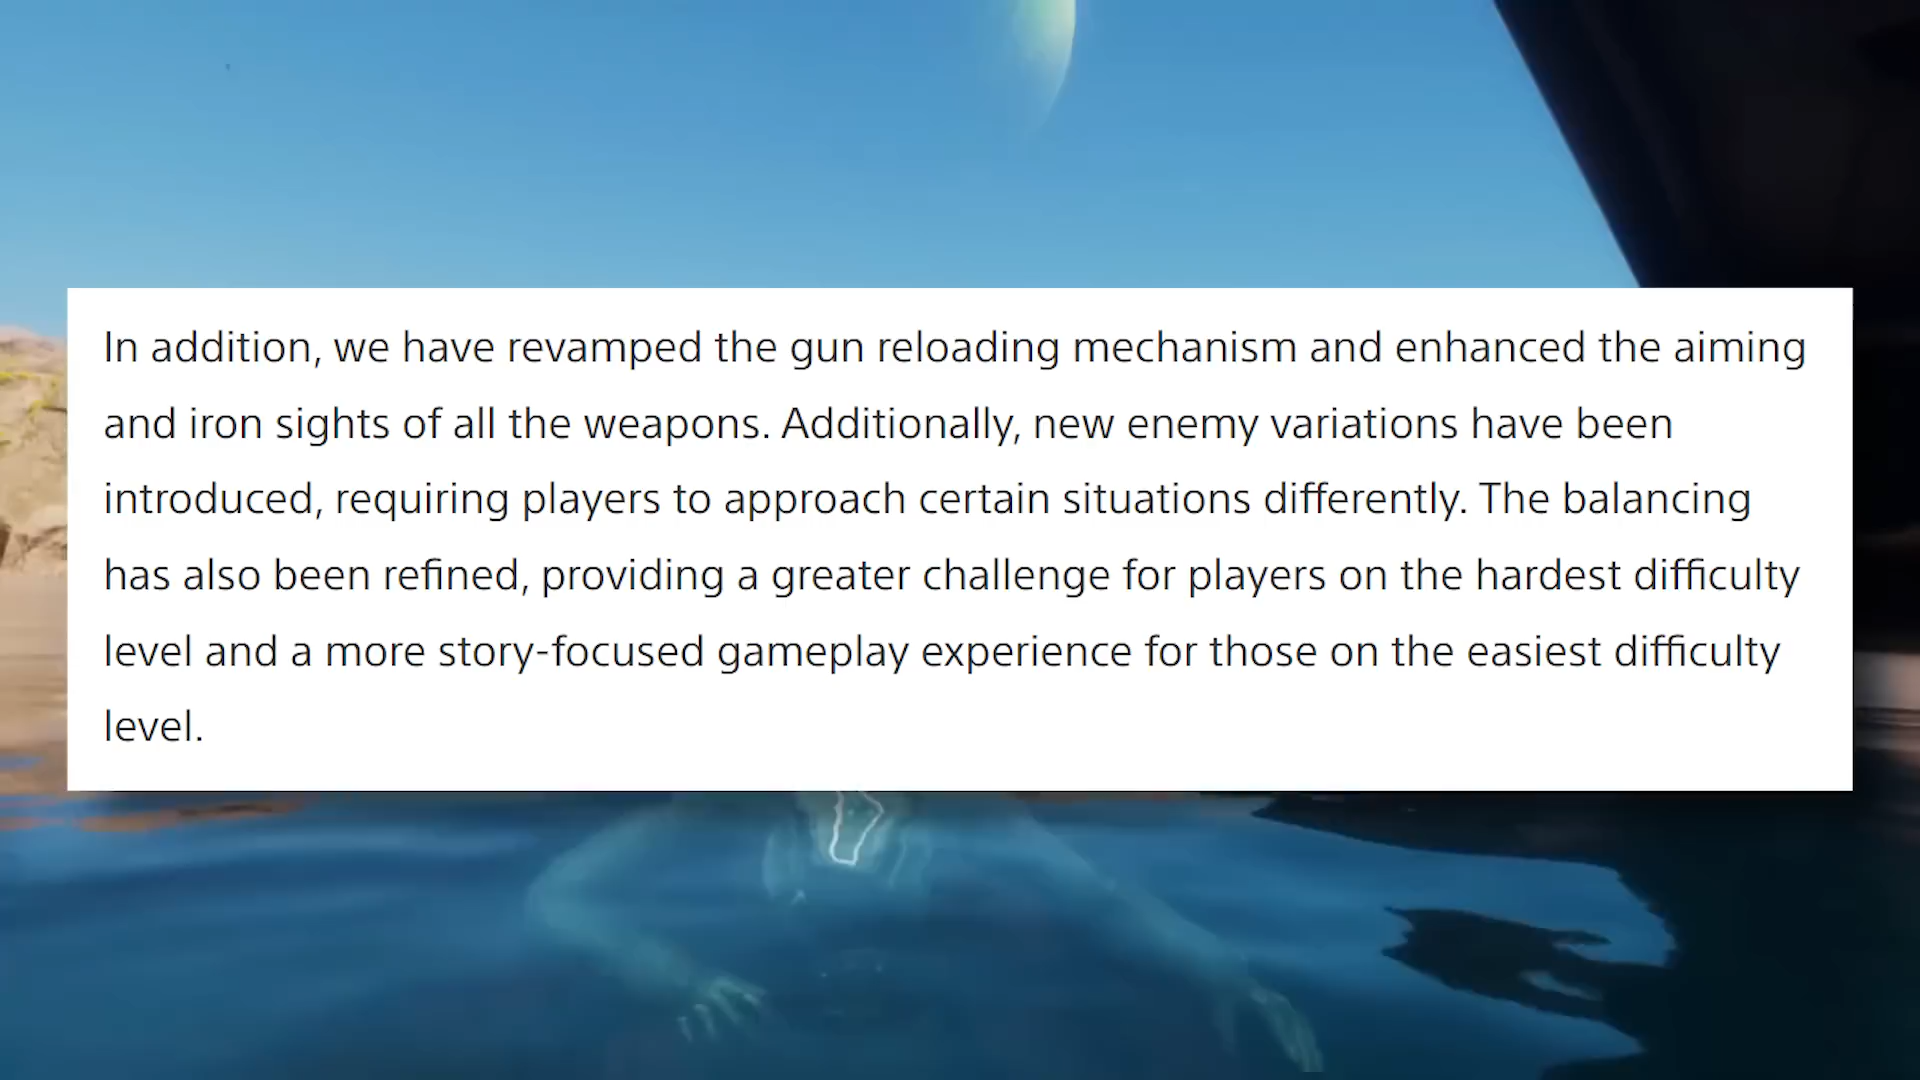 In addition, we have revamped the gun reloading mechanism and enhanced the aiming
and iron sights of all the weapons. Additionally, new enemy variations have been
introduced, requiring players to approach certain situations differently. The balancing
has also been refined, providing a greater challenge for players on the hardest difficulty
level and a more story-focused gameplay experience for those on the easiest difficulty
level.